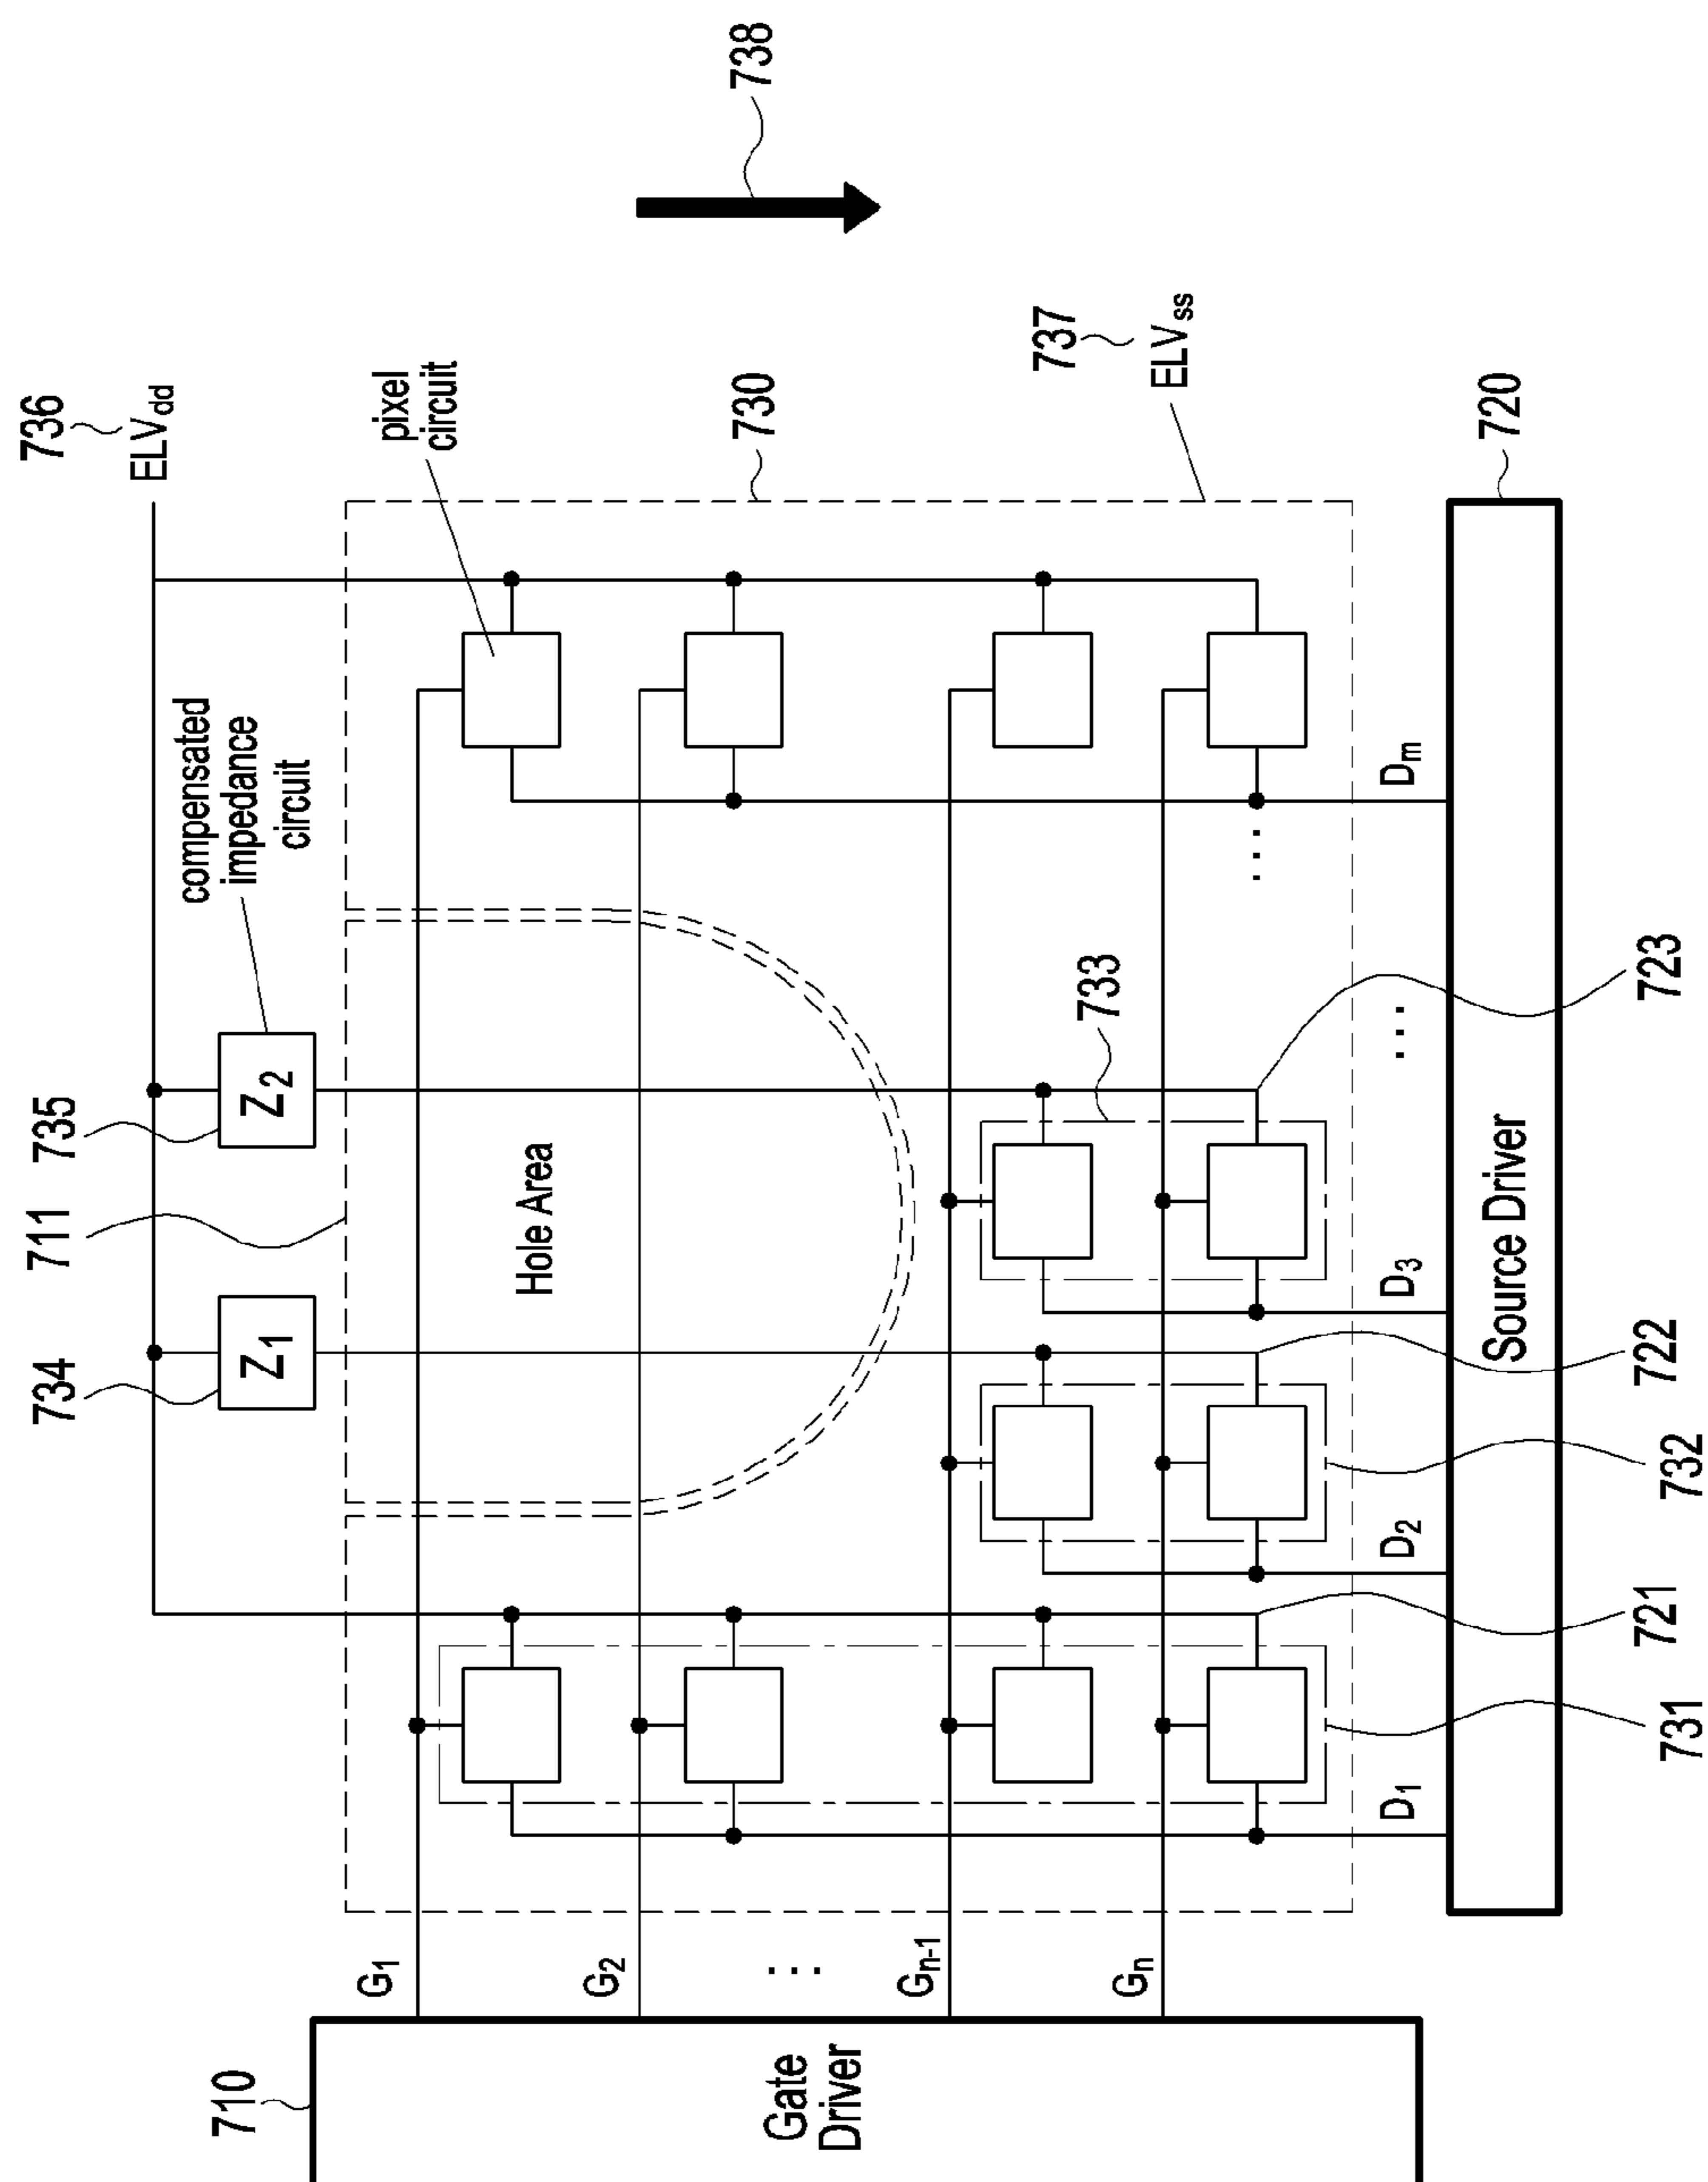 736
ELVdd
738
compensated
impedance
circuit
pixel
circuit
734
711
735
Z1
Z2
730
737
ELVss
710
Gate
Driver
G1
G2
...
Gn-1
Gn
Hole Area
733
...
D1
D2
D3
...
Dm
Source Driver
720
731
721
732
722
723